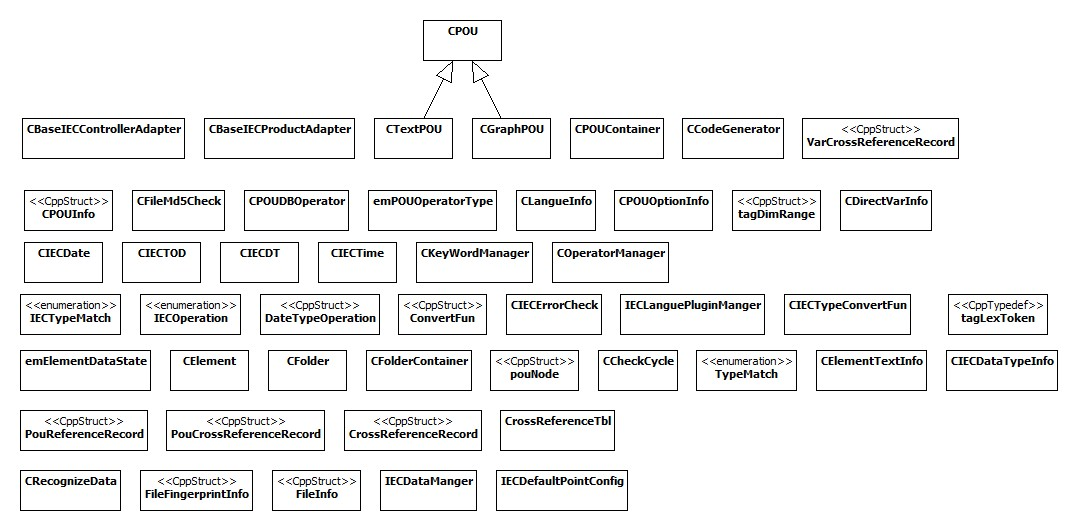 CPOU
CBaseIECControllerAdapter
CBaseIECProductAdapter
CTextPOU
CGraphPOU
CPOUContainer
CCodeGenerator
<<CppStruct>>
VarCrossReferenceRecord
<<CppStruct>>
CPOUInfo
CFileMd5Check
CPOUDBOperator
emPOUOperatorType
CLangueInfo
CPOUOptionInfo
<<CppStruct>>
tagDimRange
CDirectVarInfo
CIECDate
CIECTOD
CIECDT
CIECTime
CKeyWordManager
COperatorManager
<<enumeration>>
IECTypeMatch
<<enumeration>>
IECOperation
<<CppStruct>>
DateTypeOperation
<<CppStruct>>
ConvertFun
CIECErrorCheck
IECLanguePluginManger
CIECTypeConvertFun
<<CppTypedef>>
tagLexToken
emElementDataState
CElement
CFolder
CFolderContainer
<<CppStruct>>
pouNode
CCheckCycle
<<enumeration>>
TypeMatch
CElementTextInfo
CIECDataTypeInfo
<<CppStruct>>
PouReferenceRecord
<<CppStruct>>
PouCrossReferenceRecord
<<CppStruct>>
CrossReferenceRecord
CrossReferenceTbl
CRecognizeData
<<CppStruct>>
FileFingerprintInfo
<<CppStruct>>
FileInfo
IECDataManger
IECDefaultPointConfig